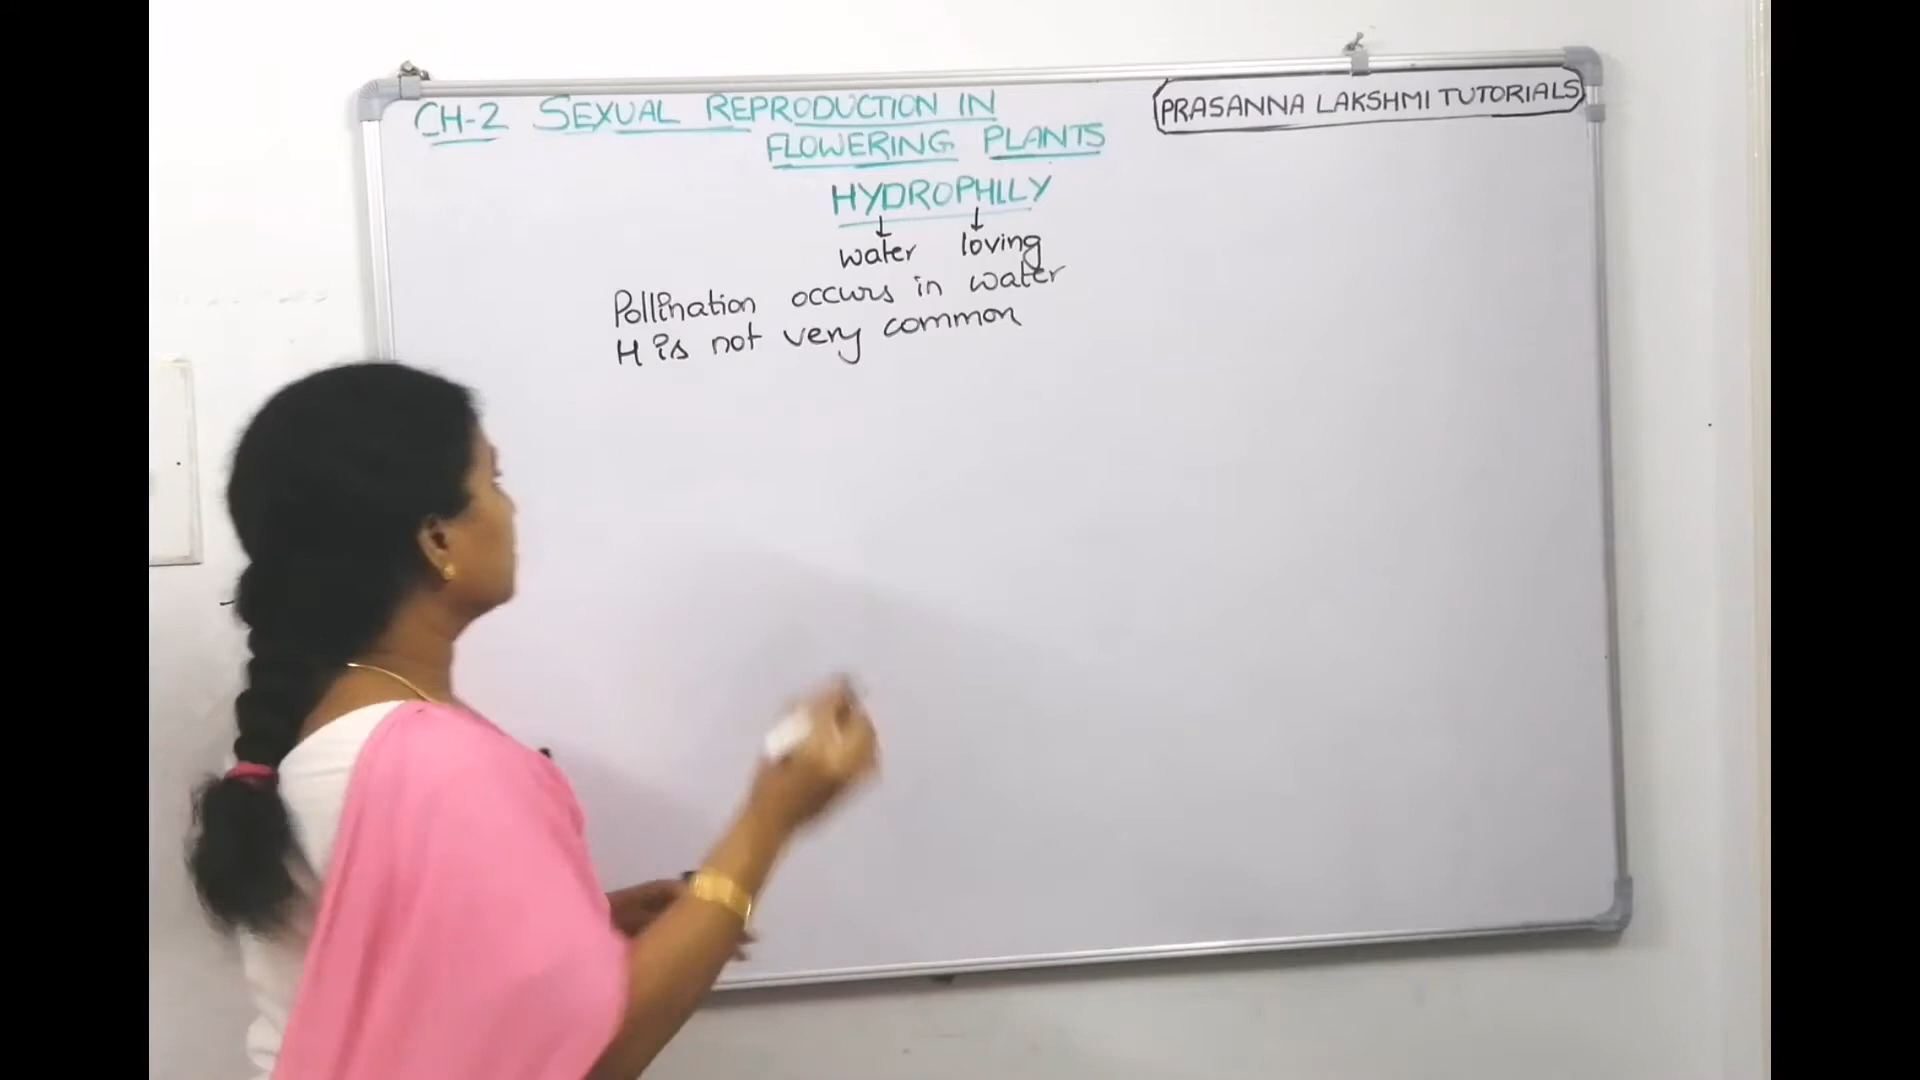 CH-2 SEXUAL REPRODUCTION IN
FLOWERING PLANTS
PRASANNA LAKSHMI TUTORIALS
HYDROPHILY
water loving
Pollination occurs in water
H is not very common